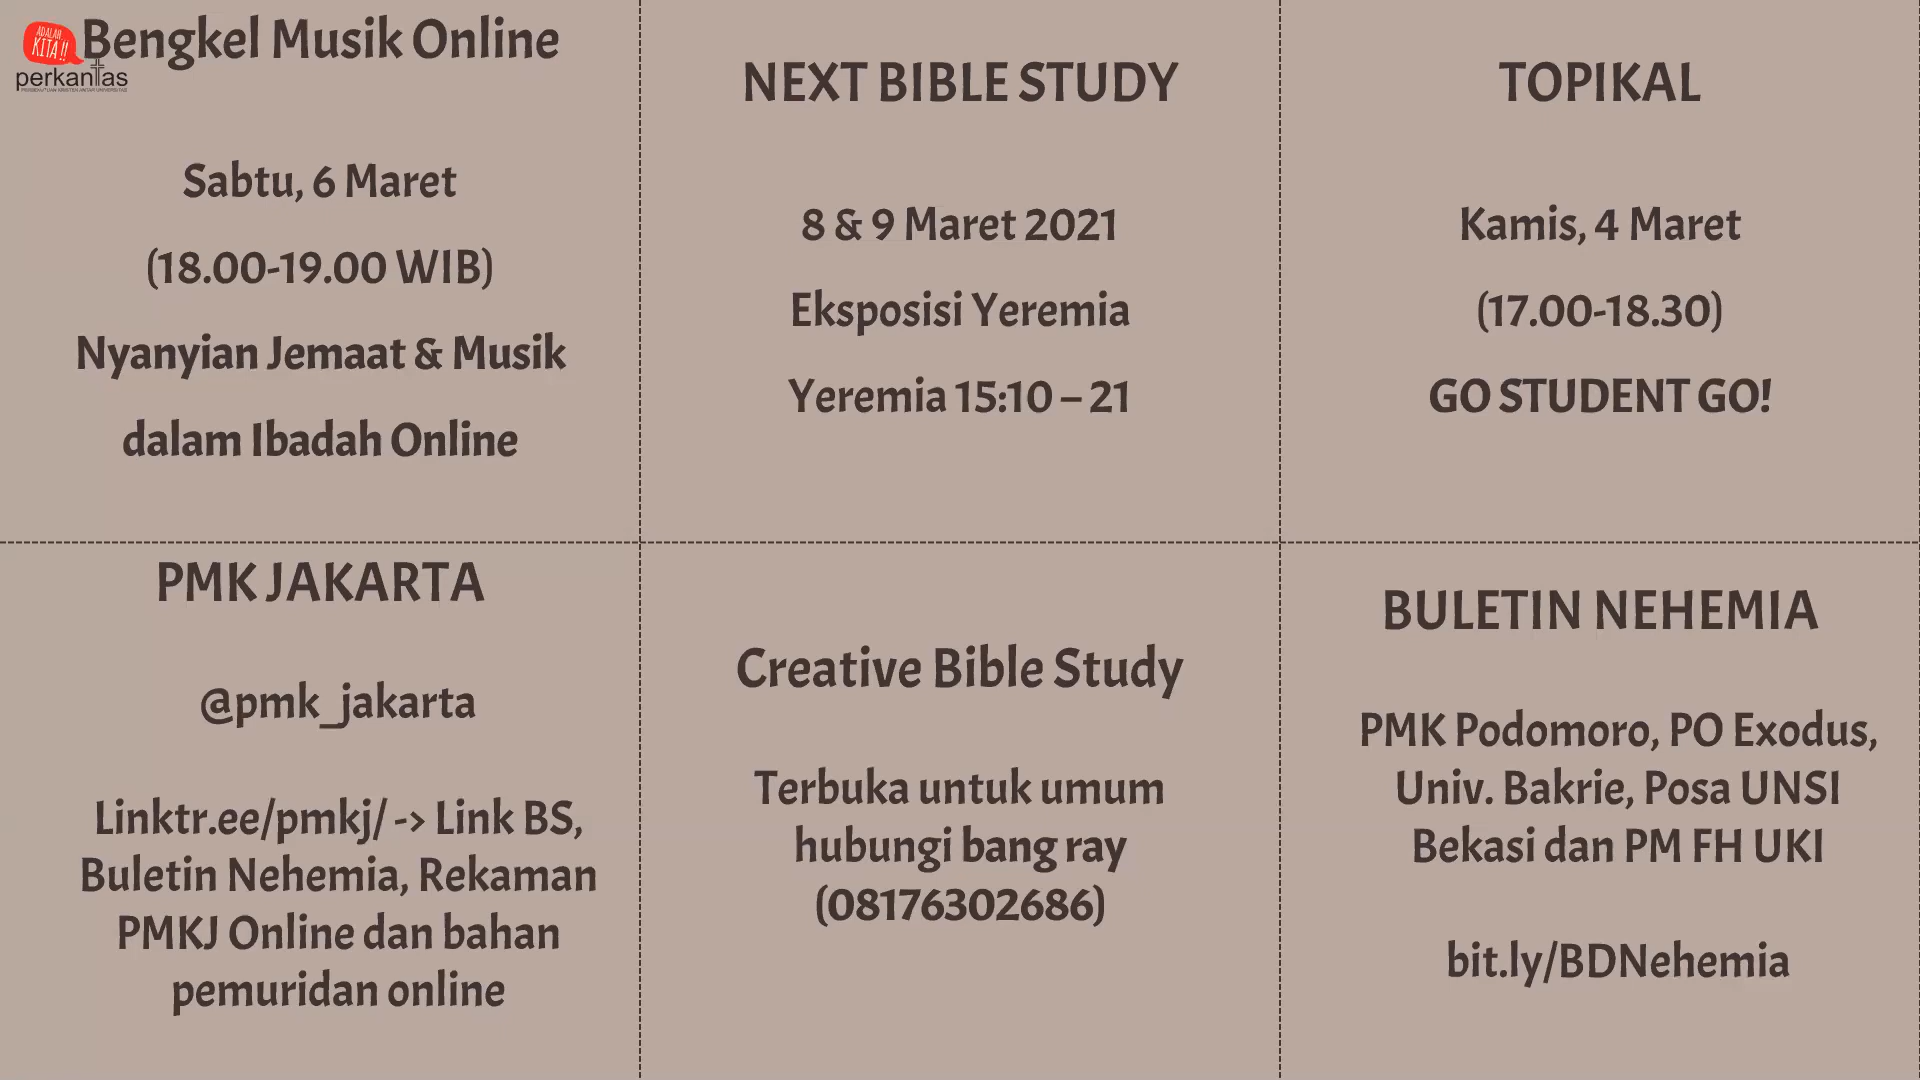 ADALAH
KITA!!
perkantas
Bengkel Musik Online
Sabtu, 6 Maret
(18.00-19.00 WIB)
Nyanyian Jemaat & Musik
dalam Ibadah Online
NEXT BIBLE STUDY
8 & 9 Maret 2021
Eksposisi Yeremia
Yeremia 15:10 – 21
TOPIKAL
Kamis, 4 Maret
(17.00-18.30)
GO STUDENT GO!
PMK JAKARTA
@pmk_jakarta
Linktr.ee/pmkj/ -> Link BS,
Buletin Nehemia, Rekaman
PMKJ Online dan bahan
pemuridan online
Creative Bible Study
Terbuka untuk umum
hubungi bang ray
(08176302686)
BULETIN NEHEMIA
PMK Podomoro, PO Exodus,
Univ. Bakrie, Posa UNSI
Bekasi dan PM FH UKI
bit.ly/BDNehemia